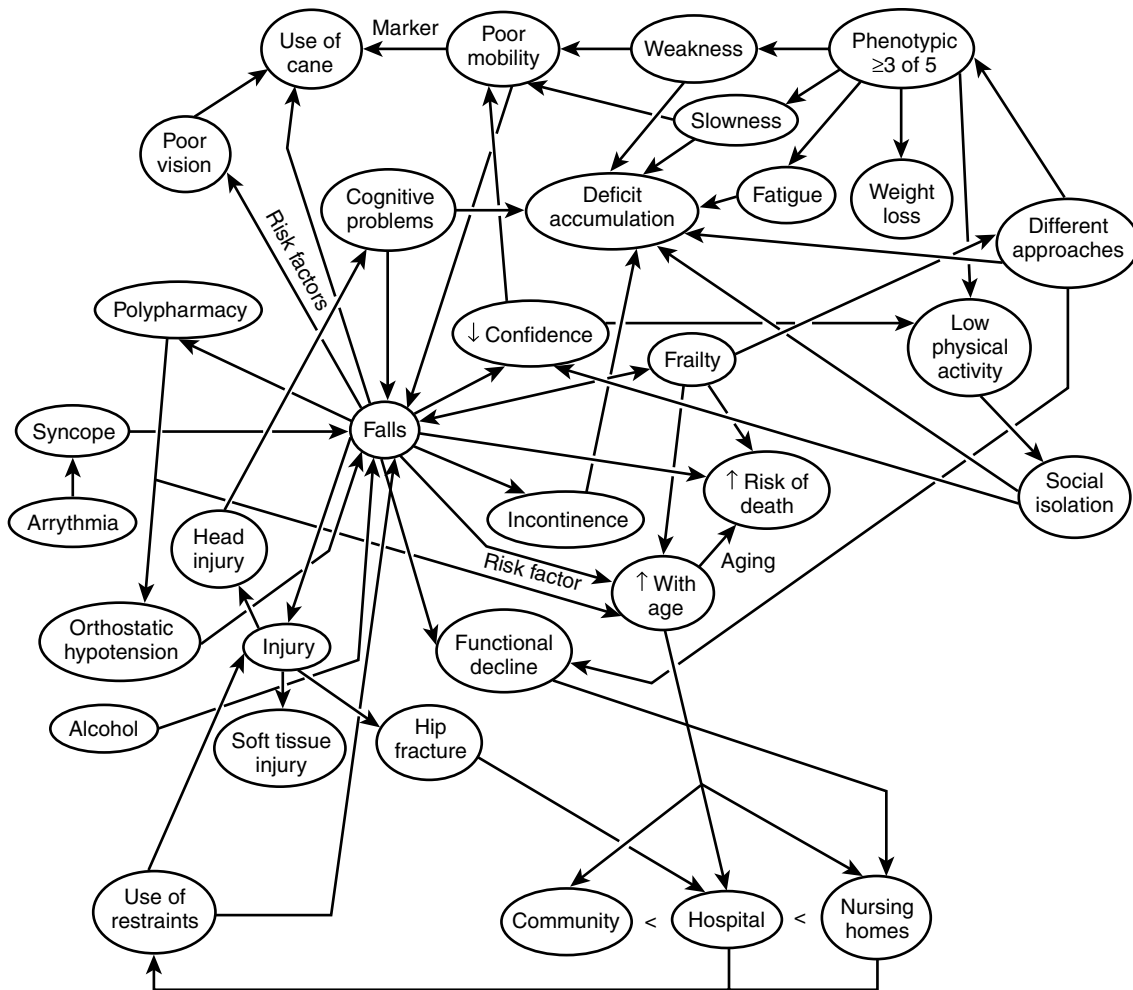 Use of
cane
Marker
Poor
mobility
Weakness
Phenotypic
≥3 of 5
Poor
vision
Slowness
Cognitive
problems
Deficit
accumulation
Fatigue
Weight
loss
Different
approaches
Risk factors
Polypharmacy
↓ Confidence
Frailty
Low
physical
activity
Syncope
Falls
Arrythmia
Head
injury
Incontinence
↑ Risk of
death
Social
isolation
Risk factor
↑ With
age
Aging
Orthostatic
hypotension
Injury
Functional
decline
Alcohol
Soft tissue
injury
Hip
fracture
Use of
restraints
Community < Hospital < Nursing
homes